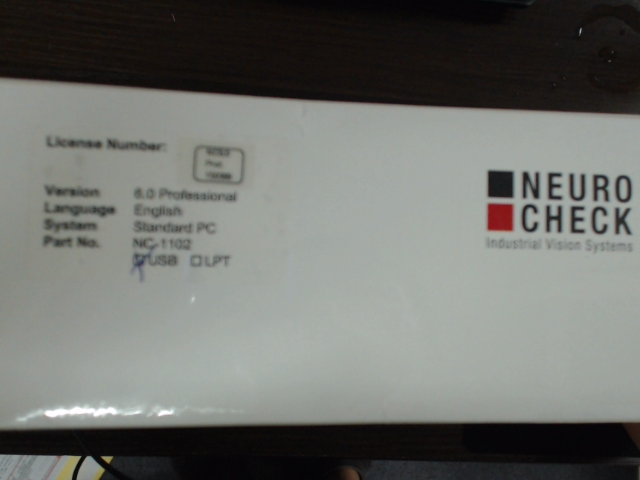 License Number:
Version 6.0 Professional
Language English
System Standard PC
Part No. NC-1102
USB LPT
NEURO
CHECK
Industrial Vision Systems